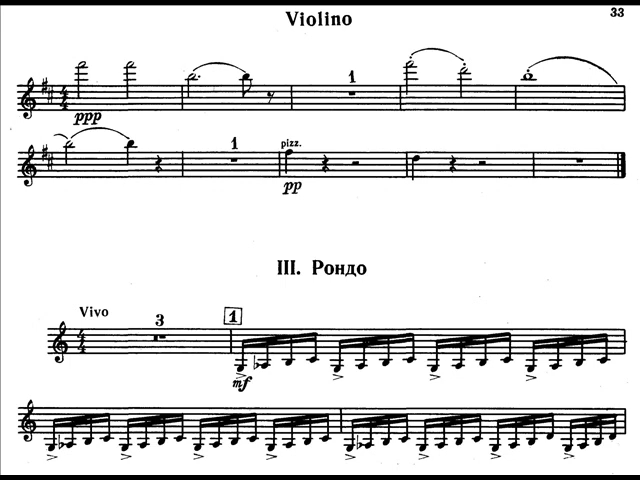 33
Violino
1
ppp
1
pizz.
pp
III. Рондо
Vivo
3
1
mf